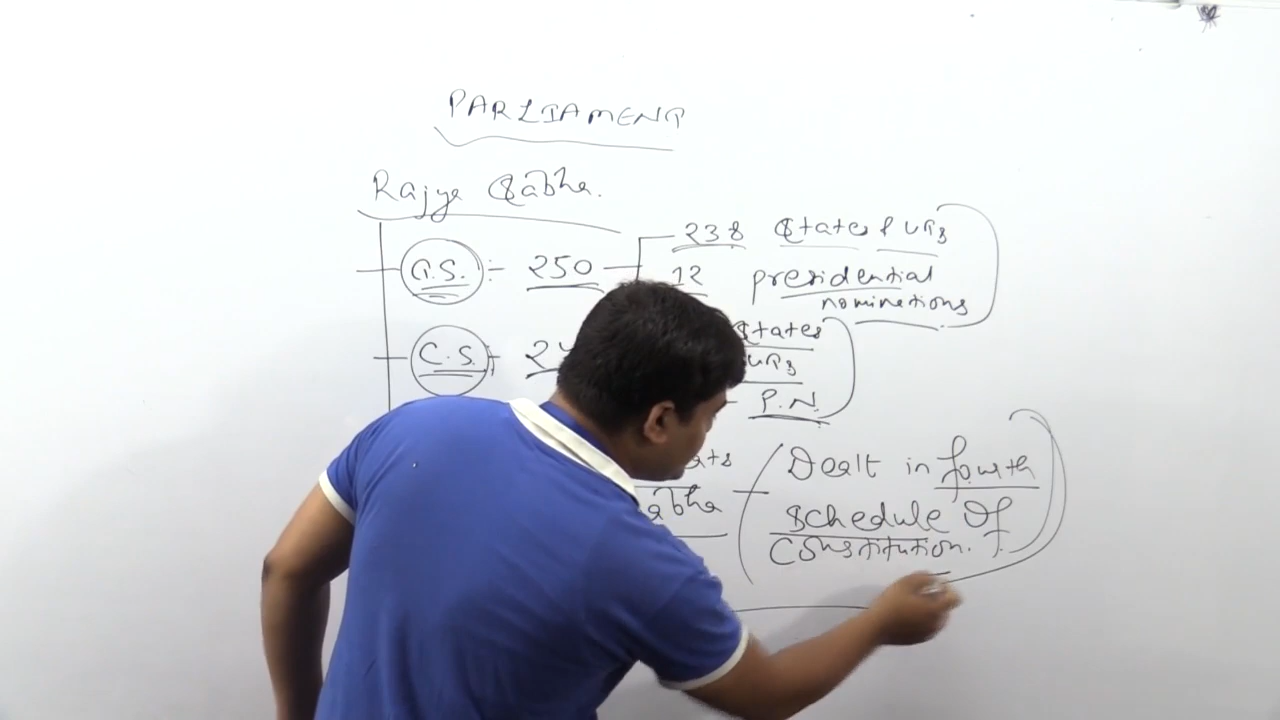 PARLIAMENT
Rajya Sabha.
O.S. :- 250
238 States & UTs
12 presidential
nominations
C.S. :-
States
UTs
P.N.
Dealt in fourth
Schedule Of
Constitution.